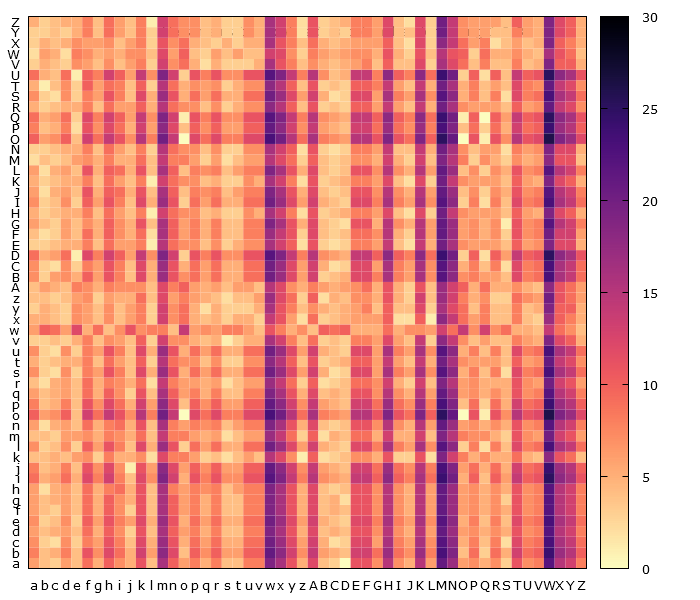 Z
Y
X
W
V
U
T
S
R
Q
P
O
N
M
L
K
J
I
H
G
F
E
D
C
B
A
z
y
x
w
v
u
t
s
r
q
p
o
n
m
l
k
j
i
h
g
f
e
d
c
b
a
a b c d e f g h i j k l m n o p q r s t u v w x y z A B C D E F G H I J K L M N O P Q R S T U V W X Y Z
30
25
20
15
10
5
0